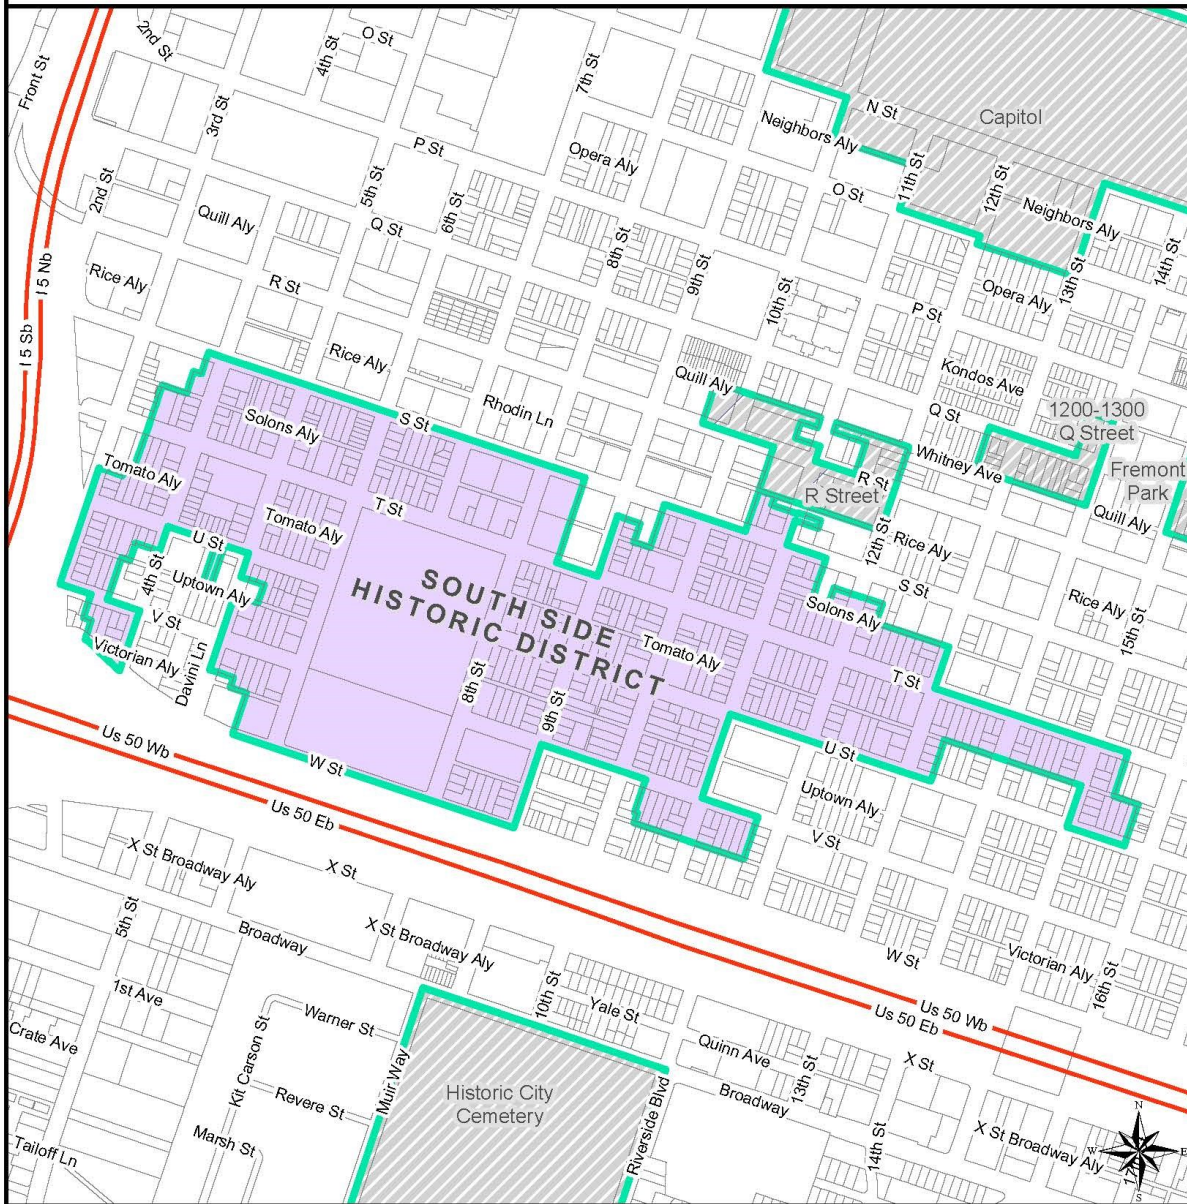 2nd St
O St
4th St
7th St
Front St
3rd St
N St
Capitol
Neighbors Aly
P St
Opera Aly
11th St
12th St
2nd St
5th St
6th St
O St
Neighbors Aly
Quill Aly
Q St
8th St
9th St
14th St
I 5 Nb
Rice Aly
R St
10th St
13th St
Opera Aly
P St
I 5 Sb
Rice Aly
Quill Aly
Kondos Ave
Rhodin Ln
Q St
1200-1300
Q Street
Solons Aly
S St
Whitney Ave
Fremont
Park
Tomato Aly
R St
R Street
T St
Quill Aly
Tomato Aly
12th St
Rice Aly
U St
4th St
Uptown Aly
S St
SOUTH SIDE
HISTORIC DISTRICT
Solons Aly
Rice Aly
15th St
V St
Victorian Aly
Davini Ln
Tomato Aly
T St
8th St
9th St
Us 50 Wb
W St
U St
Us 50 Eb
Uptown Aly
V St
X St Broadway Aly
X St
5th St
Broadway
X St Broadway Aly
W St
Victorian Aly
16th St
1st Ave
10th St
Yale St
Us 50 Wb
Us 50 Eb
Warner St
Crate Ave
Kit Carson St
Quinn Ave
X St
13th St
Muir Way
Revere St
Historic City
Cemetery
Broadway
Riverside Blvd
Marsh St
Tailoff Ln
14th St
X St Broadway Aly
N
W
E
S